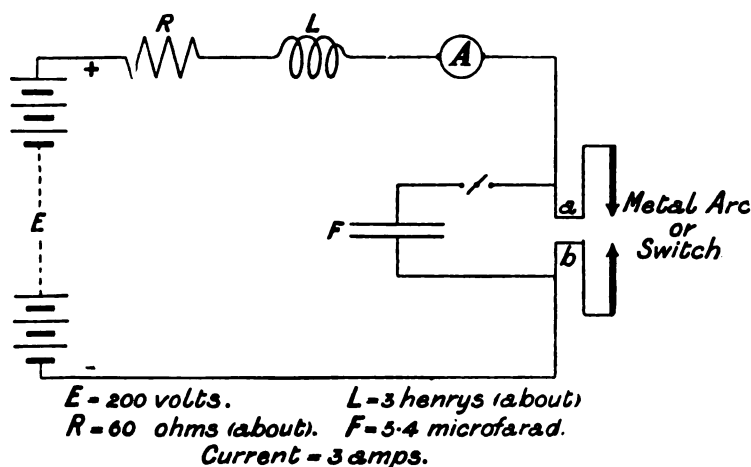 R
L
A
+
E
F
a
b
Metal Arc
or
Switch
-
E = 200 volts.
L = 3 henrys (about)
R = 60 ohms (about).
F = 5·4 microfarad.
Current = 3 amps.